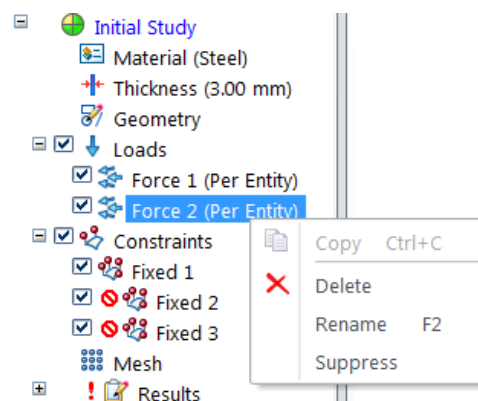 Initial Study
Material (Steel)
Thickness (3.00 mm)
Geometry
Loads
Force 1 (Per Entity)
Force 2 (Per Entity)
Constraints
Fixed 1
Fixed 2
Fixed 3
Mesh
Results
Copy Ctrl+C
Delete
Rename F2
Suppress